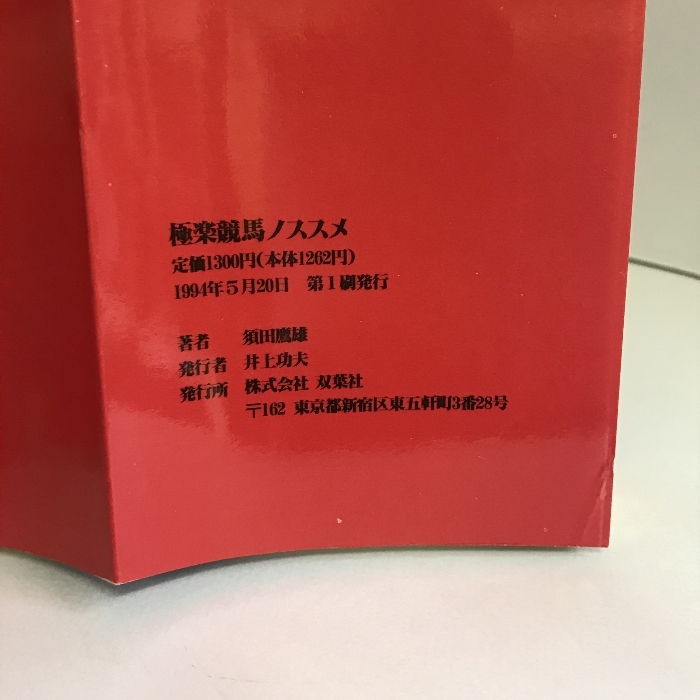 極楽競馬ノススメ
定価1300円(本体1262円)
1994年5月20日 第1刷発行
著者 須田鷹雄
発行者 井上功夫
発行所 株式会社 双葉社
〒162 東京都新宿区東五軒町3番28号